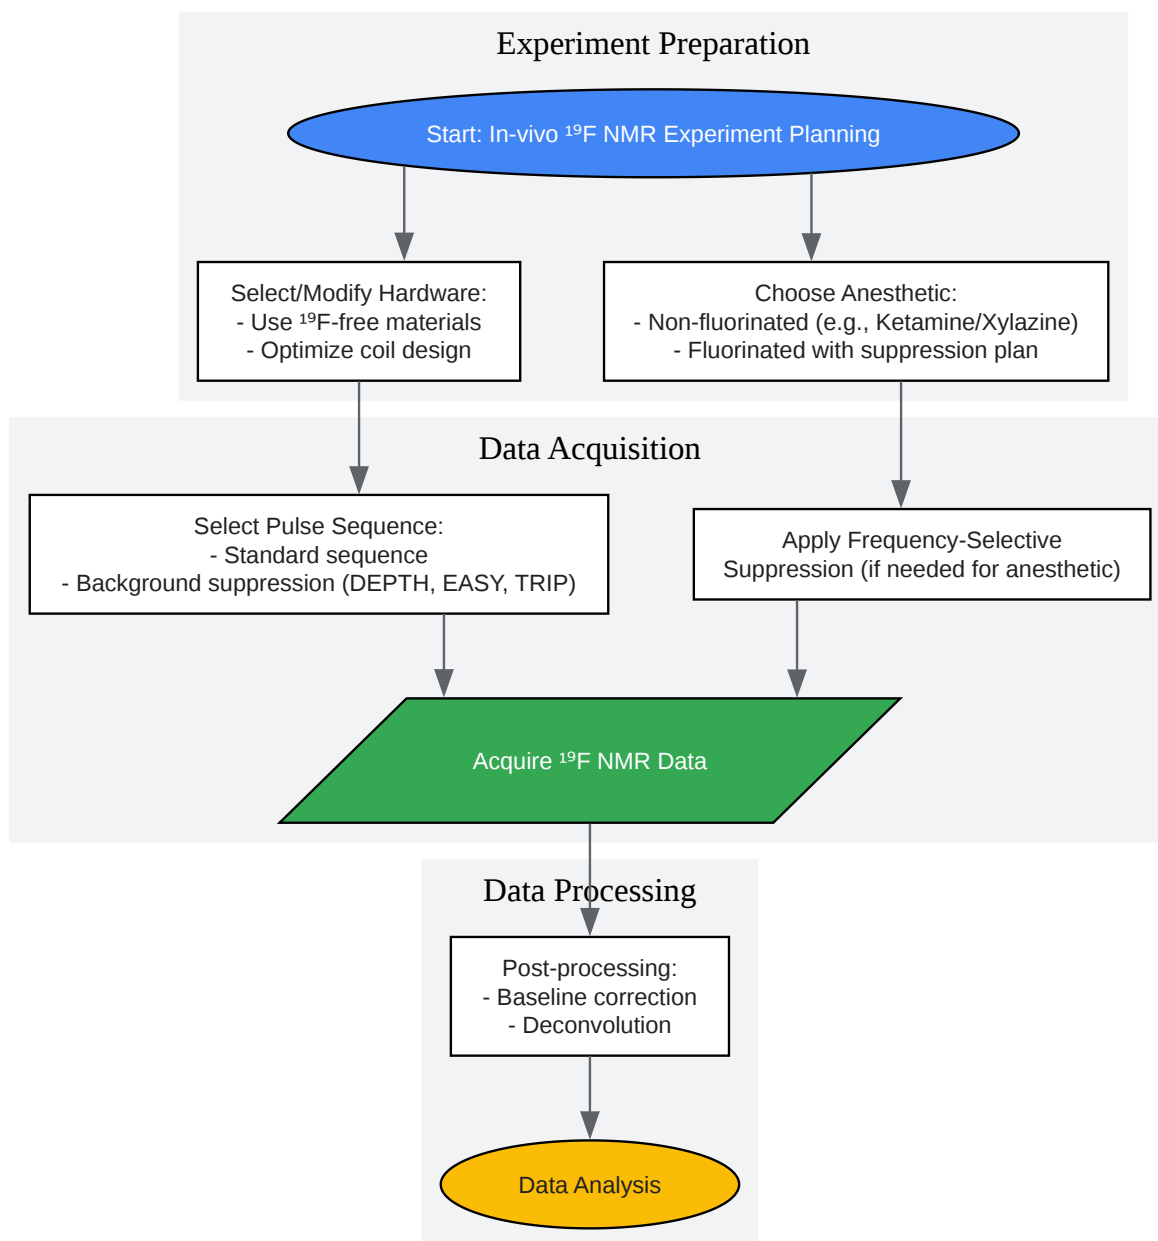 Experiment Preparation
Start: In-vivo ¹⁹F NMR Experiment Planning
Select/Modify Hardware:
- Use ¹⁹F-free materials
- Optimize coil design
Choose Anesthetic:
- Non-fluorinated (e.g., Ketamine/Xylazine)
- Fluorinated with suppression plan
Data Acquisition
Select Pulse Sequence:
- Standard sequence
- Background suppression (DEPTH, EASY, TRIP)
Apply Frequency-Selective
Suppression (if needed for anesthetic)
Acquire ¹⁹F NMR Data
Data Processing
Post-processing:
- Baseline correction
- Deconvolution
Data Analysis